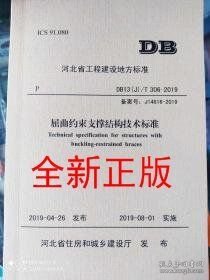 ICS 91.080
DB
河北省工程建设地方标准
P
DB13(J)/T 306-2019
备案号：J14816-2019
屈曲约束支撑结构技术标准
Technical specification for structures with
buckling-restrained braces
全新正版
2019-04-26 发布
2019-08-01 实施
河北省住房和城乡建设厅 发布